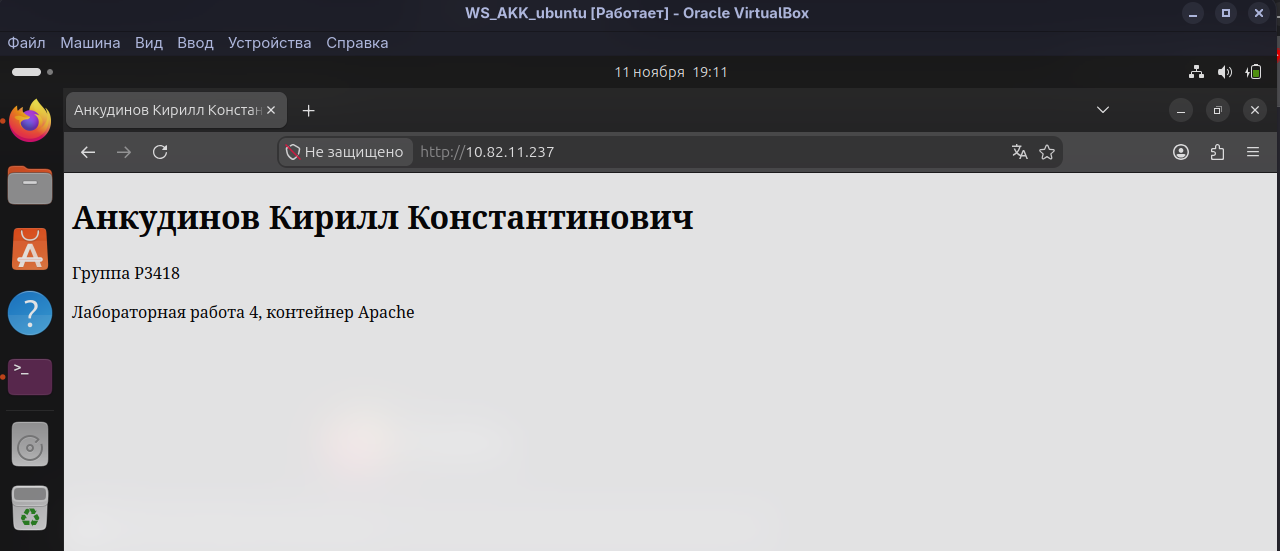 WS_AKK_ubuntu [Работает] - Oracle VirtualBox
Файл Машина Вид Ввод Устройства Справка
11 ноября 19:11
Анкудинов Кирилл Констан
Не защищено http://10.82.11.237
Анкудинов Кирилл Константинович
Группа P3418
Лабораторная работа 4, контейнер Apache